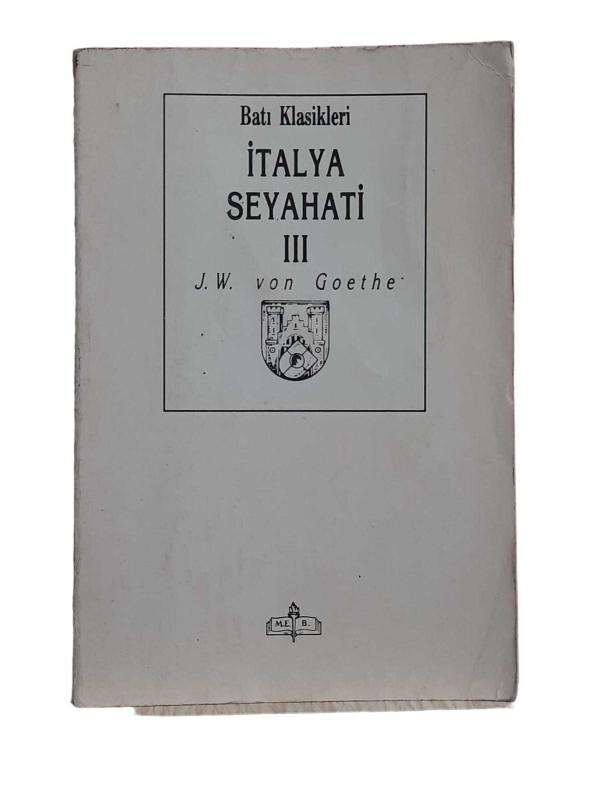 Batı Klasikleri
İTALYA
SEYAHATİ
III
J.W. von Goethe
M.E. B.